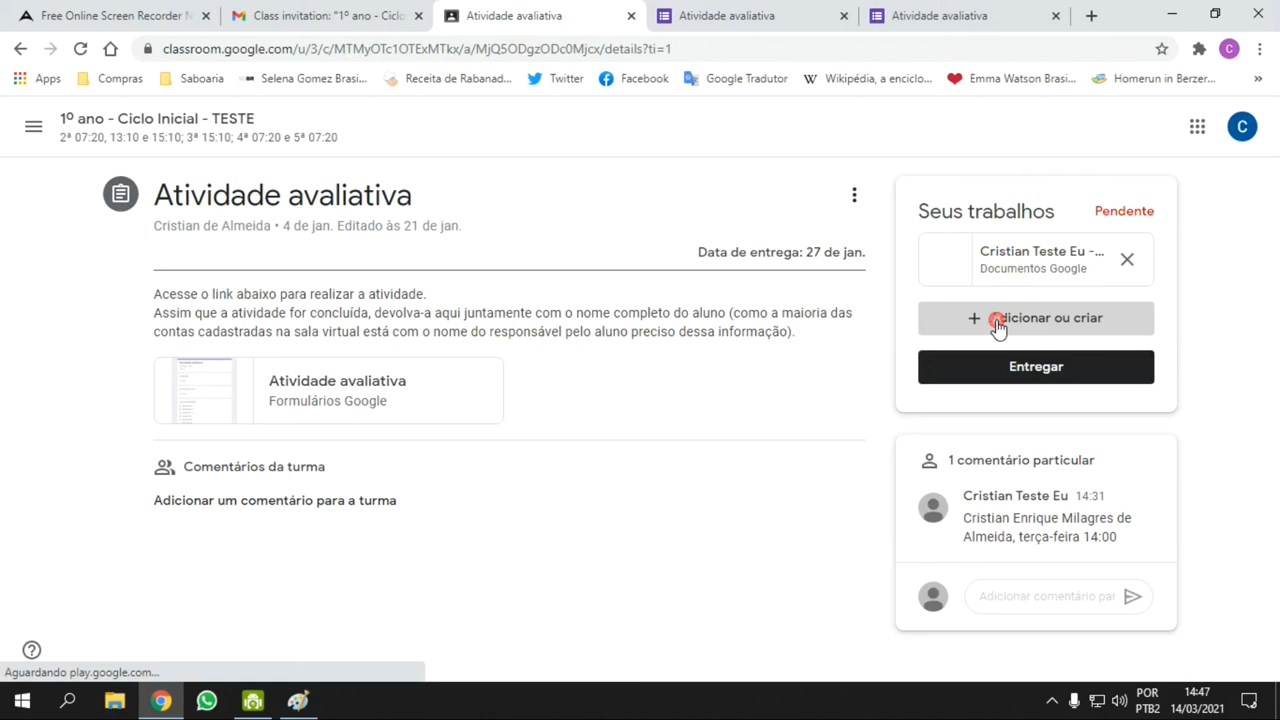 Free Online Screen Recorder N
Class invitation: "1º ano - Ciclo
Atividade avaliativa
Atividade avaliativa
Atividade avaliativa
classroom.google.com/u/3/c/MTMyOTc1OTExMTkx/a/MjQ5ODgzODc0Mjcx/details?ti=1
C
Apps
Compras
Saboaria
Selena Gomez Brasi...
Receita de Rabanad...
Twitter
Facebook
Google Tradutor
Wikipédia, a enciclo...
Emma Watson Brasi...
Homerun in Berzer...
»
1º ano - Ciclo Inicial - TESTE
2ª 07:20, 13:10 e 15:10; 3ª 15:10; 4ª 07:20 e 5ª 07:20
C
Atividade avaliativa
Cristian de Almeida • 4 de jan. Editado às 21 de jan.
Data de entrega: 27 de jan.
Acesse o link abaixo para realizar a atividade.
Assim que a atividade for concluída, devolva-a aqui juntamente com o nome completo do aluno (como a maioria das
contas cadastradas na sala virtual está com o nome do responsável pelo aluno preciso dessa informação).
Atividade avaliativa
Formulários Google
Comentários da turma
Adicionar um comentário para a turma
Seus trabalhos
Pendente
Cristian Teste Eu -...
Documentos Google
+ dicionar ou criar
Entregar
1 comentário particular
Cristian Teste Eu 14:31
Cristian Enrique Milagres de
Almeida, terça-feira 14:00
Adicionar comentário par
Aguardando play.google.com...
POR
PTB2
14:47
14/03/2021